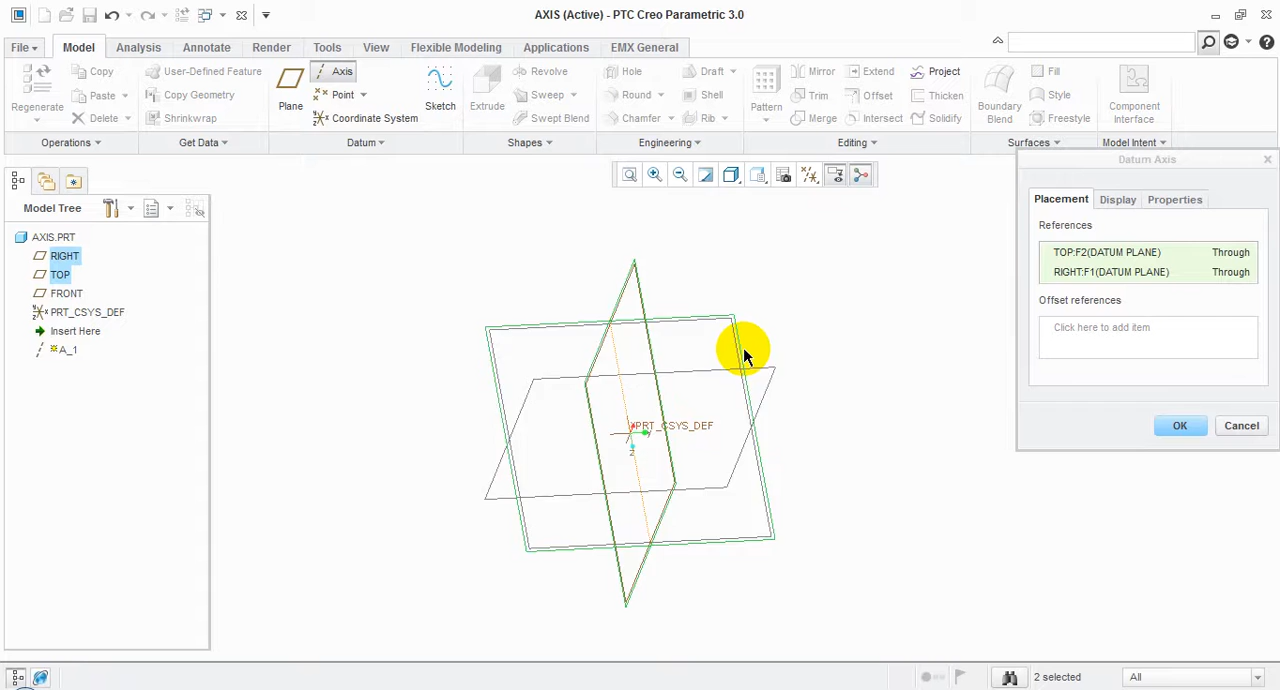 AXIS (Active) - PTC Creo Parametric 3.0
File Model Analysis Annotate Render Tools View Flexible Modeling Applications EMX General
Regenerate Copy Paste Delete User-Defined Feature Copy Geometry Shrinkwrap Plane Axis Point Coordinate System Sketch Extrude Revolve Sweep Swept Blend Hole Round Chamfer Draft Shell Rib Pattern Mirror Trim Merge Extend Offset Intersect Project Thicken Solidify Boundary Blend Fill Style Freestyle Component Interface
Operations Get Data Datum Shapes Engineering Editing Surfaces Model Intent
Datum Axis
Placement Display Properties
References
TOP:F2(DATUM PLANE) Through
RIGHT:F1(DATUM PLANE) Through
Offset references
Click here to add item
OK Cancel
Model Tree
AXIS.PRT
RIGHT
TOP
FRONT
PRT_CSYS_DEF
Insert Here
A_1
PRT_CSYS_DEF
z
2 selected All